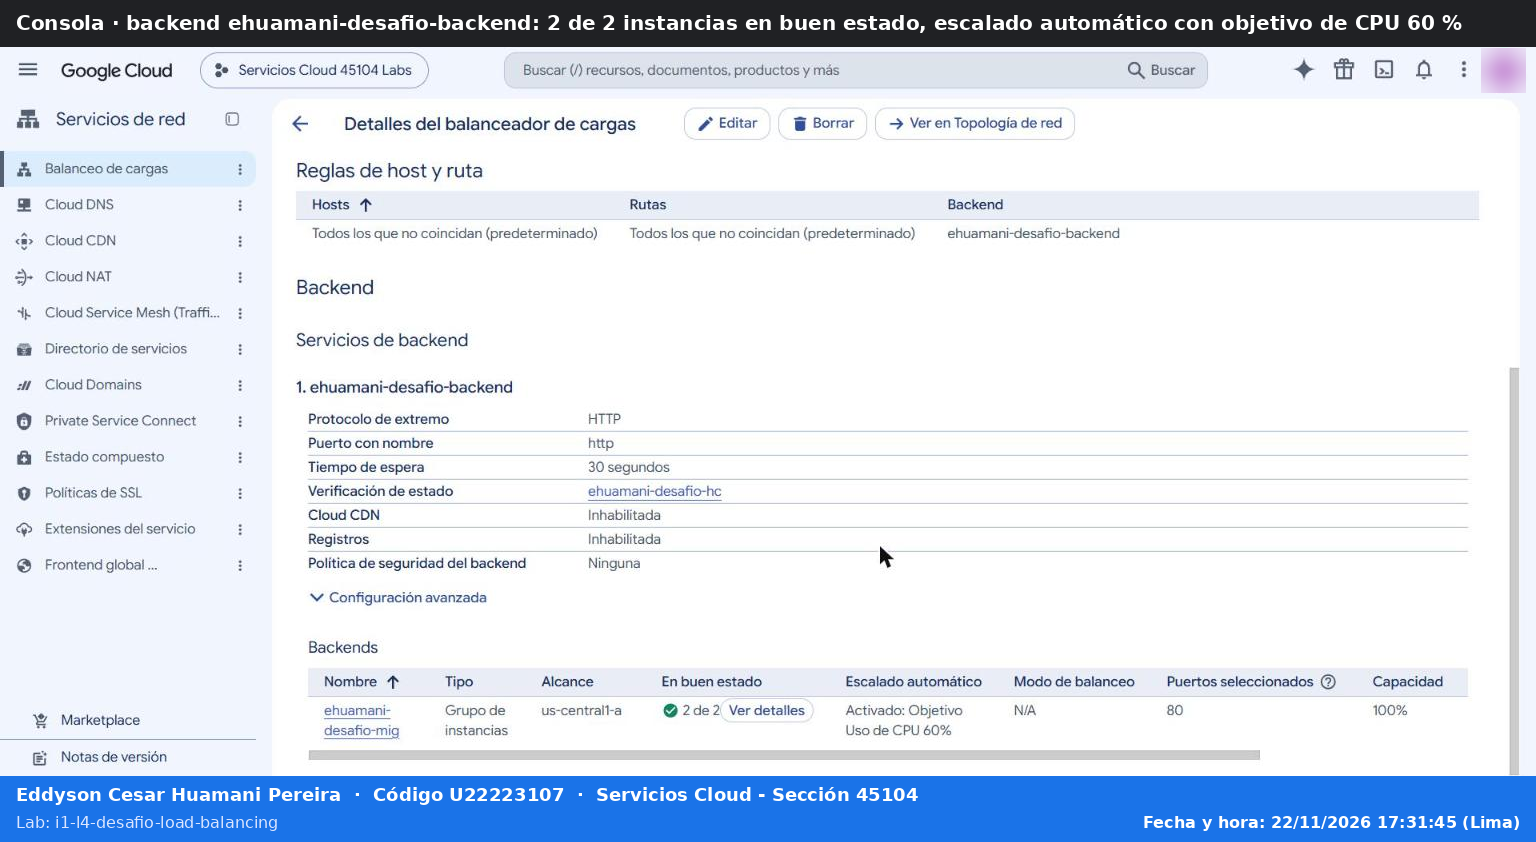 Consola · backend ehuamani-desafio-backend: 2 de 2 instancias en buen estado, escalado automático con objetivo de CPU 60 %
Google Cloud
Servicios Cloud 45104 Labs
Buscar (/) recursos, documentos, productos y más
Buscar
Servicios de red
Balanceo de cargas
Cloud DNS
Cloud CDN
Cloud NAT
Cloud Service Mesh (Traffi...
Directorio de servicios
Cloud Domains
Private Service Connect
Estado compuesto
Políticas de SSL
Extensiones del servicio
Frontend global ...
Marketplace
Notas de versión
Detalles del balanceador de cargas
Editar
Borrar
Ver en Topología de red
Reglas de host y ruta
Hosts Rutas Backend
Todos los que no coincidan (predeterminado) Todos los que no coincidan (predeterminado) ehuamani-desafio-backend
Backend
Servicios de backend
1. ehuamani-desafio-backend
Protocolo de extremo HTTP
Puerto con nombre http
Tiempo de espera 30 segundos
Verificación de estado ehuamani-desafio-hc
Cloud CDN Inhabilitada
Registros Inhabilitada
Política de seguridad del backend Ninguna
Configuración avanzada
Backends
Nombre Tipo Alcance En buen estado Escalado automático Modo de balanceo Puertos seleccionados Capacidad
ehuamani- Grupo de us-central1-a 2 de 2 Ver detalles Activado: Objetivo N/A 80 100%
desafio-mig instancias Uso de CPU 60%
Eddyson Cesar Huamani Pereira · Código U22223107 · Servicios Cloud - Sección 45104
Lab: i1-l4-desafio-load-balancing
Fecha y hora: 22/11/2026 17:31:45 (Lima)